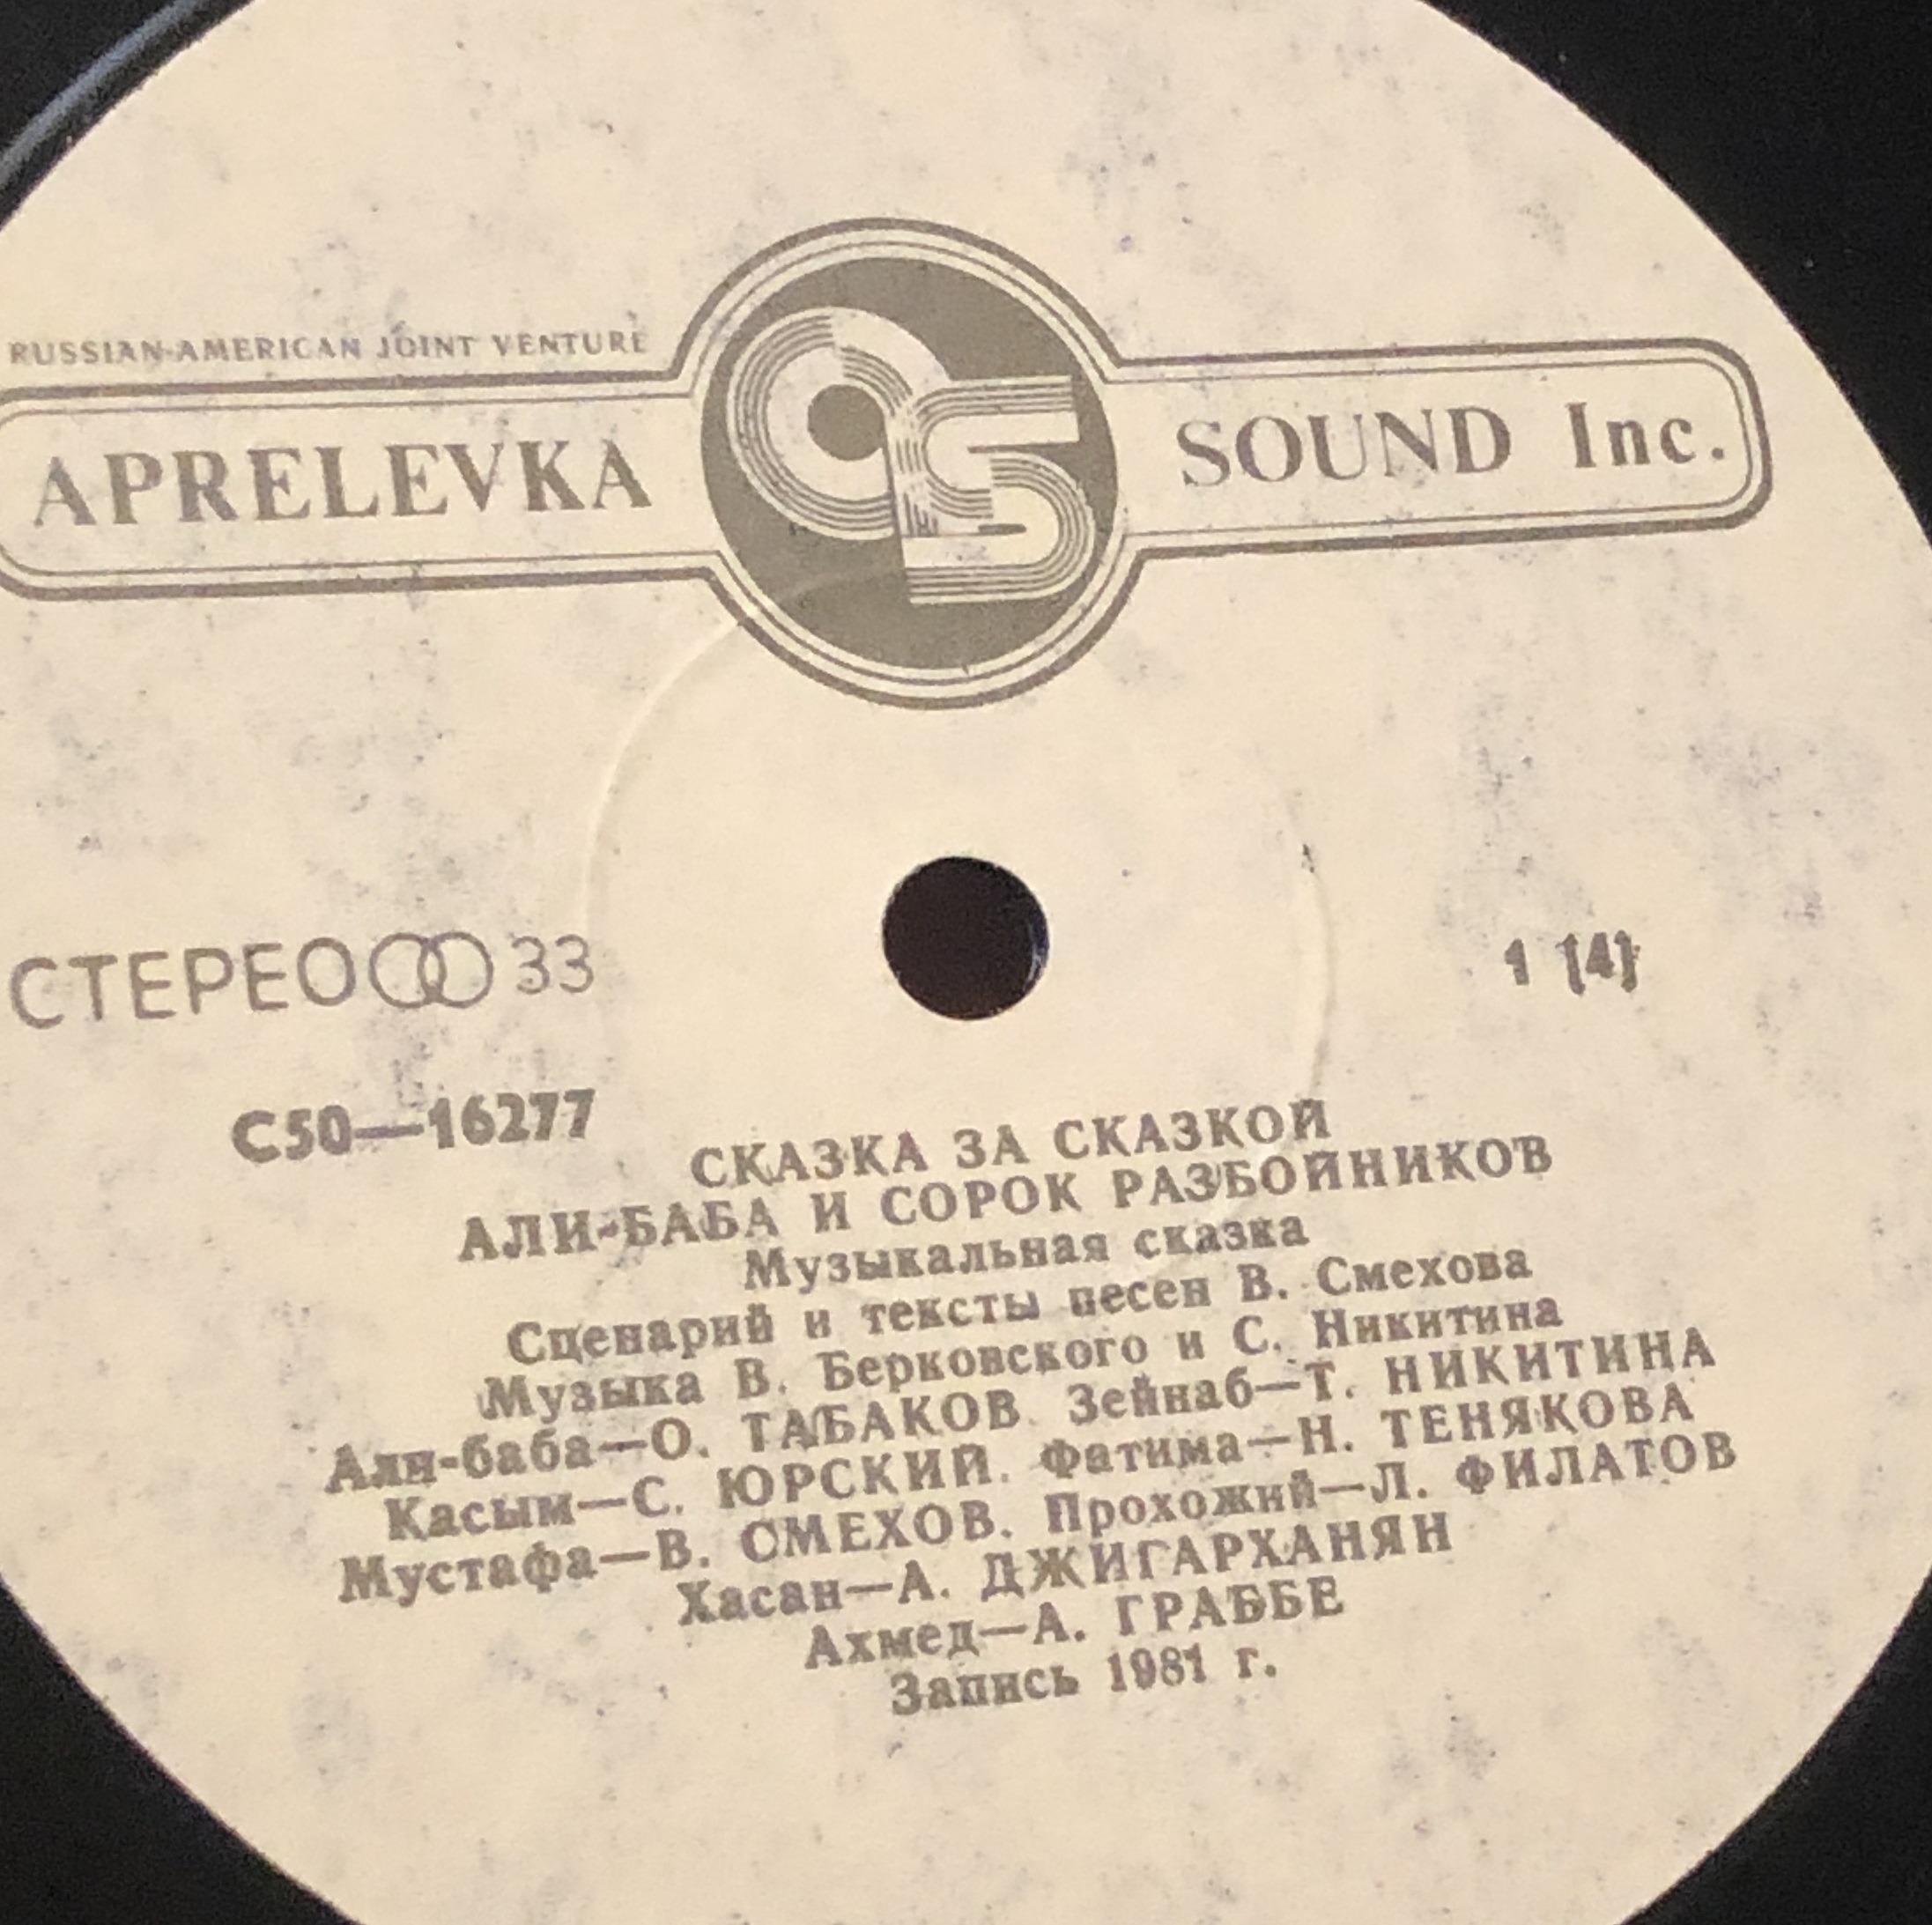 RUSSIAN-AMERICAN JOINT VENTURE
APRELEVKA SOUND Inc.
СТЕРЕО 33
1 (4)
С50—16277
СКАЗКА ЗА СКАЗКОЙ
АЛИ-БАБА И СОРОК РАЗБОЙНИКОВ
Музыкальная сказка
Сценарий и тексты песен В. Смехова
Музыка В. Берковского и С. Никитина
Али-баба—О. ТАБАКОВ. Зейнаб—Т. НИКИТИНА
Касым—С. ЮРСКИЙ. Фатима—Н. ТЕНЯКОВА
Мустафа—В. СМЕХОВ. Прохожий—Л. ФИЛАТОВ
Хасан—А. ДЖИГАРХАНЯН
Ахмед—А. ГРАББЕ
Запись 1981 г.